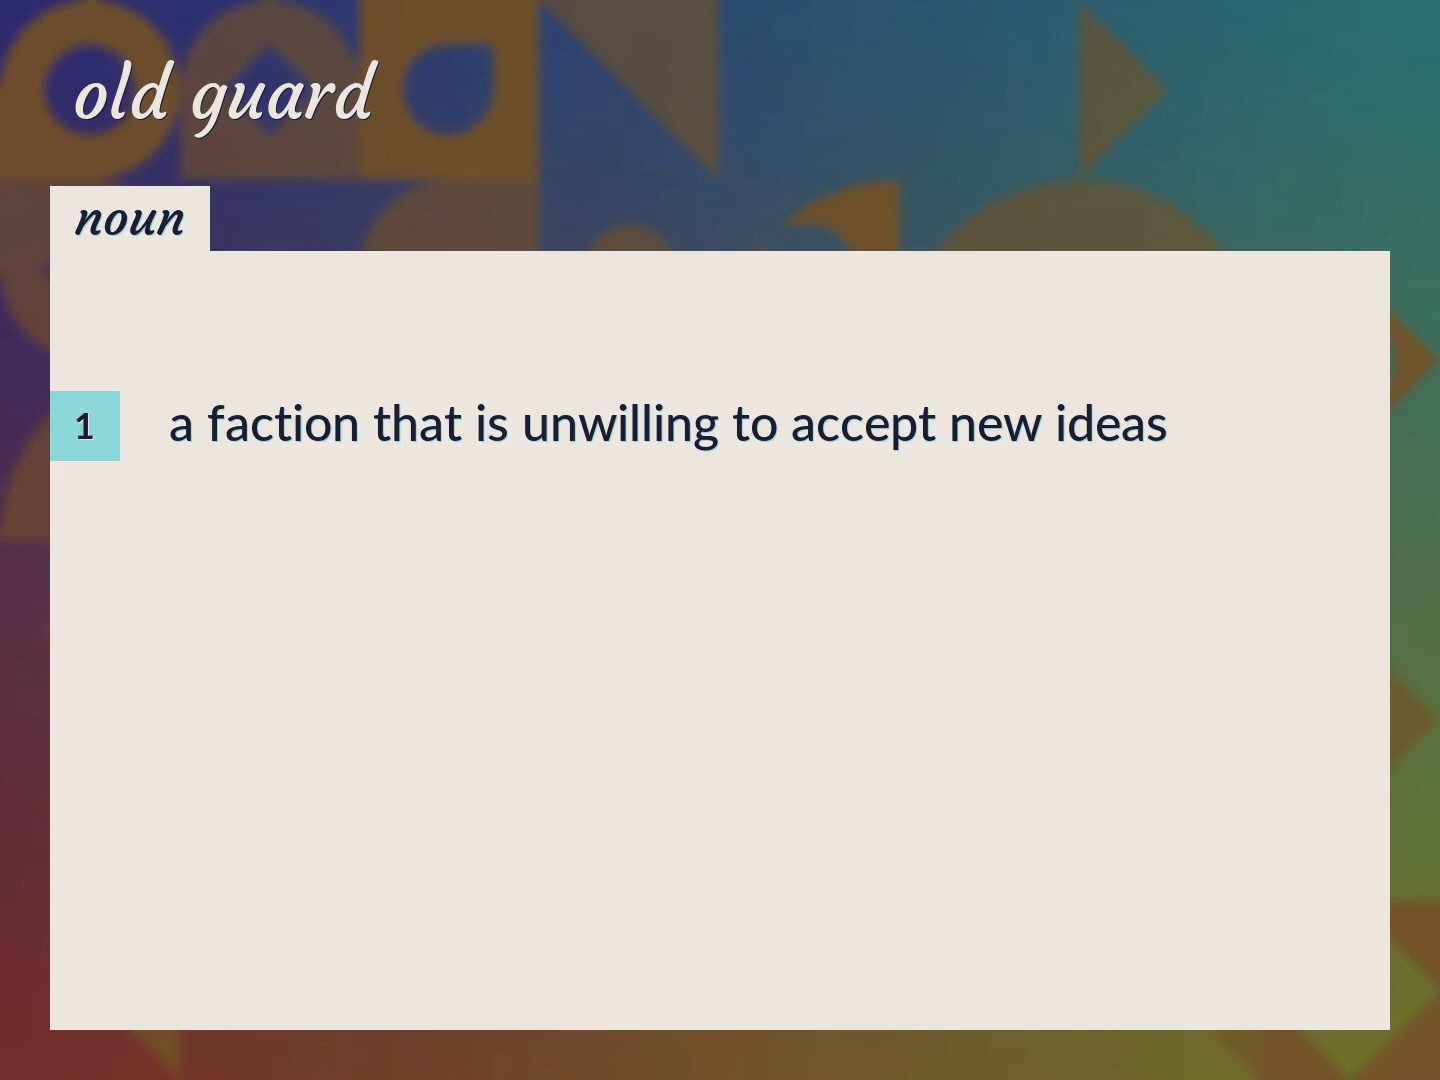 old guard
noun
1 a faction that is unwilling to accept new ideas